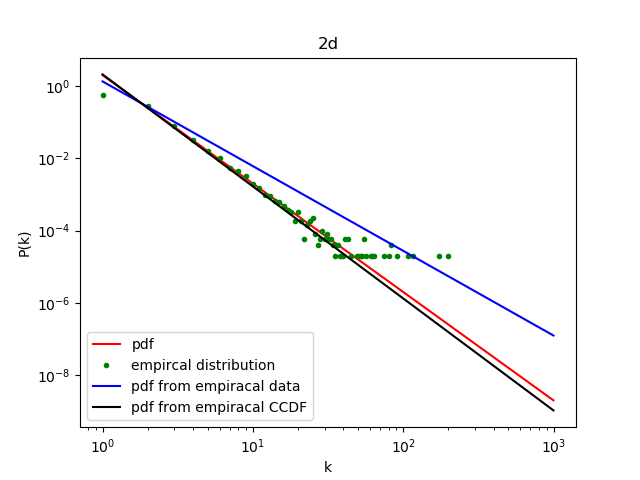 2d
P(k)
10^0
10^-2
10^-4
10^-6
10^-8
pdf
empircal distribution
pdf from empiracal data
pdf from empiracal CCDF
10^0 10^1 10^2 10^3
k